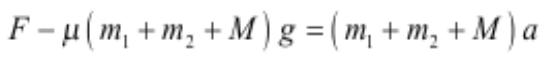 F − μ(m₁ + m₂ + M) g = (m₁ + m₂ + M) a